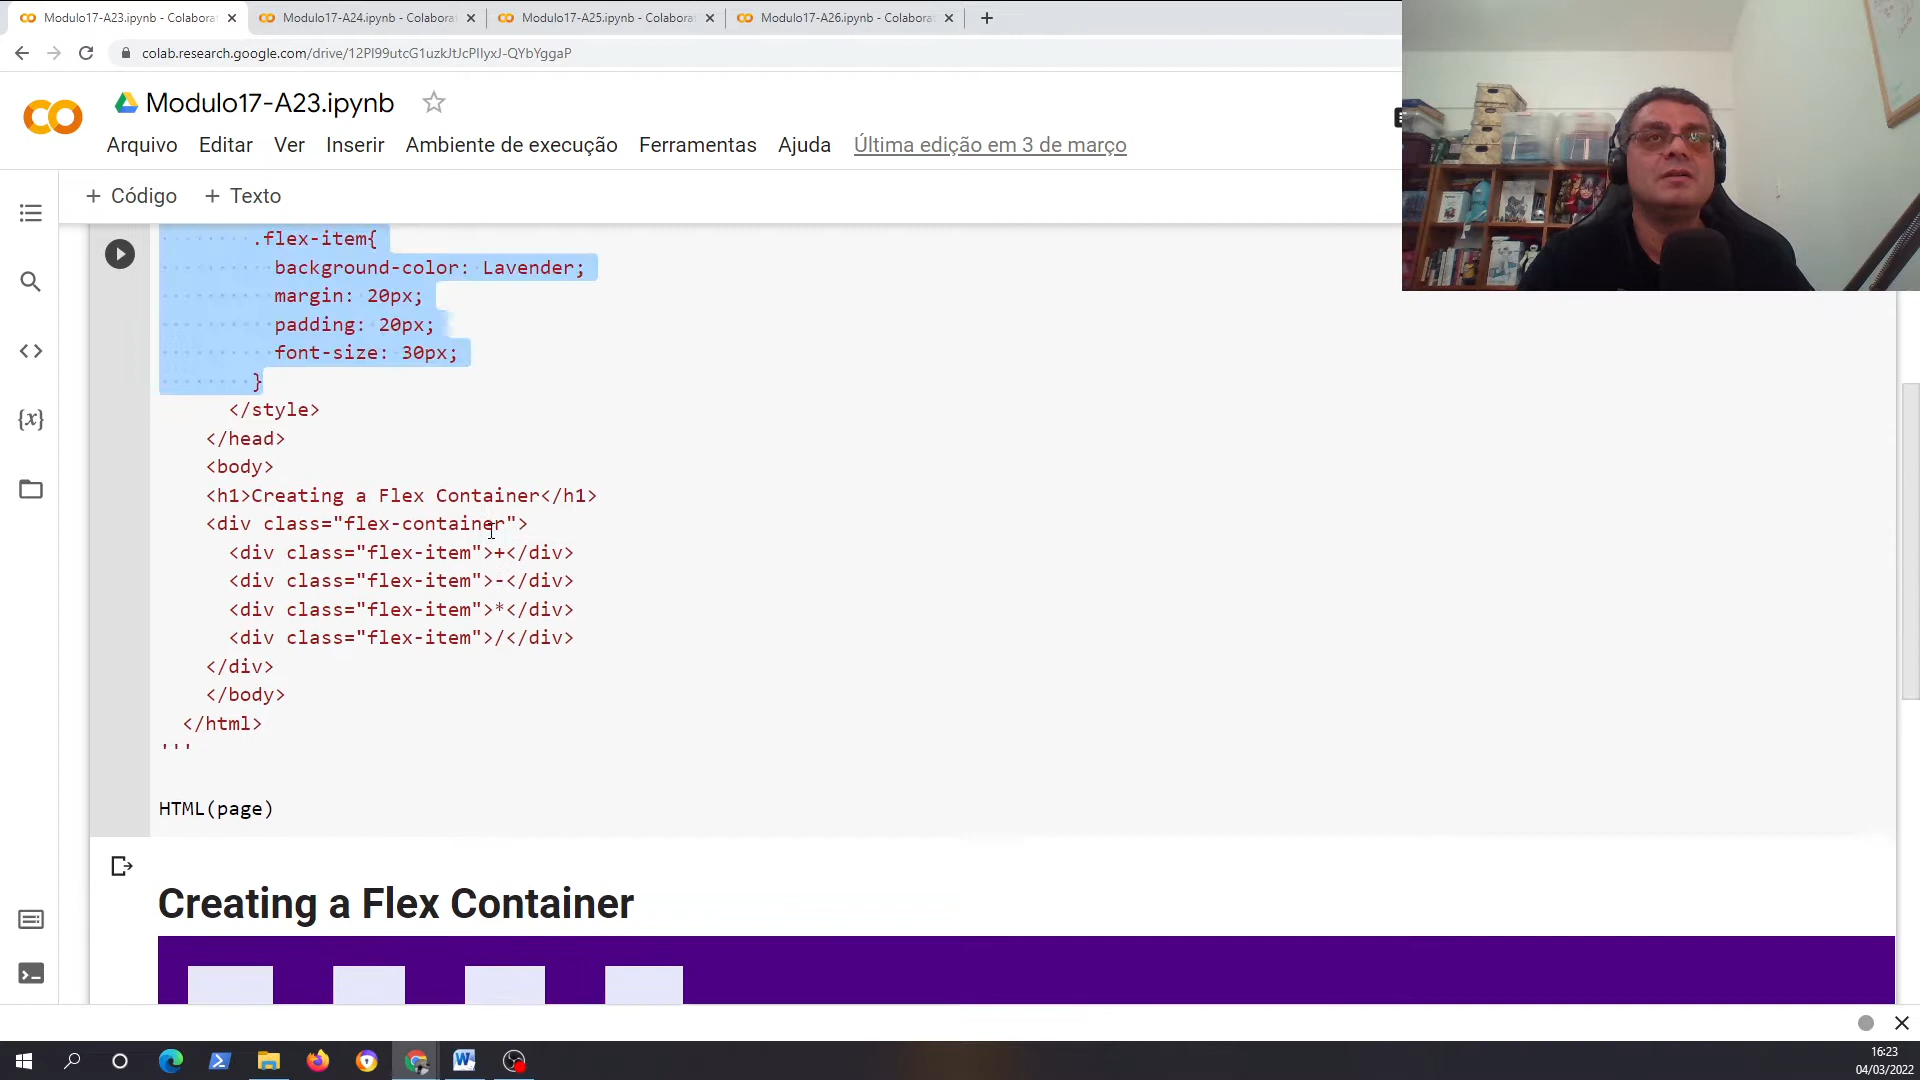 Modulo17-A23.ipynb - Colabora
Modulo17-A24.ipynb - Colabora
Modulo17-A25.ipynb - Colabora
Modulo17-A26.ipynb - Colabora
colab.research.google.com/drive/12PI99utcG1uzkJtJcPIlyxJ-QYbYggaP
Modulo17-A23.ipynb
Arquivo Editar Ver Inserir Ambiente de execução Ferramentas Ajuda Última edição em 3 de março
+ Código + Texto
.flex-item{
background-color: Lavender;
margin: 20px;
padding: 20px;
font-size: 30px;
}
</style>
</head>
<body>
<h1>Creating a Flex Container</h1>
<div class="flex-container">
<div class="flex-item">+</div>
<div class="flex-item">-</div>
<div class="flex-item">*</div>
<div class="flex-item">/</div>
</div>
</body>
</html>
'''
HTML(page)
Creating a Flex Container
16:23
04/03/2022